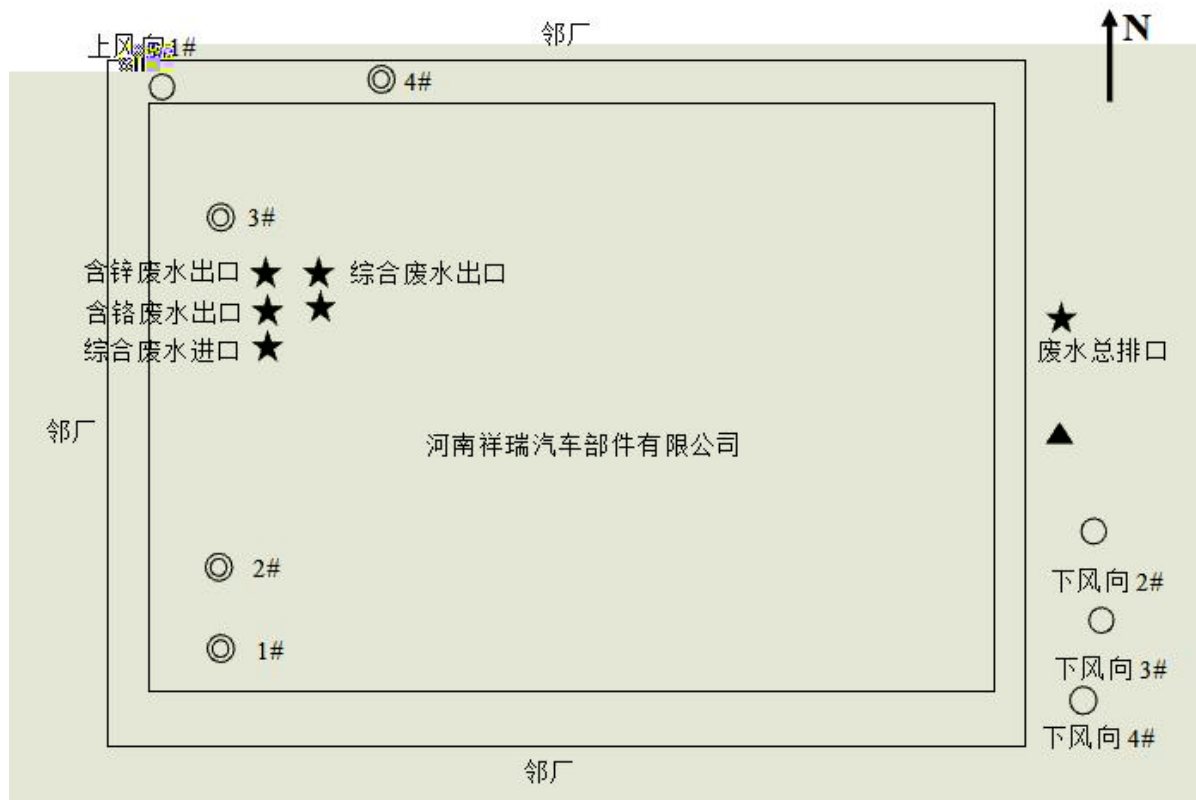 邻厂
N
上风向1#
4#
3#
含锌废水出口
综合废水出口
含铬废水出口
综合废水进口
废水总排口
邻厂
河南祥瑞汽车部件有限公司
2#
下风向2#
1#
下风向3#
下风向4#
邻厂